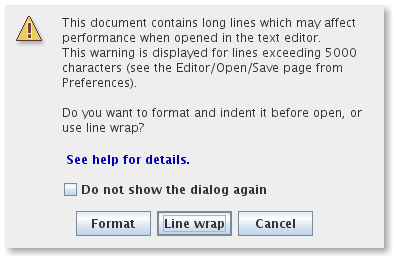 This document contains long lines which may affect
performance when opened in the text editor.
This warning is displayed for lines exceeding 5000
characters (see the Editor/Open/Save page from
Preferences).
Do you want to format and indent it before open, or
use line wrap?
See help for details.
Do not show the dialog again
Format Line wrap Cancel